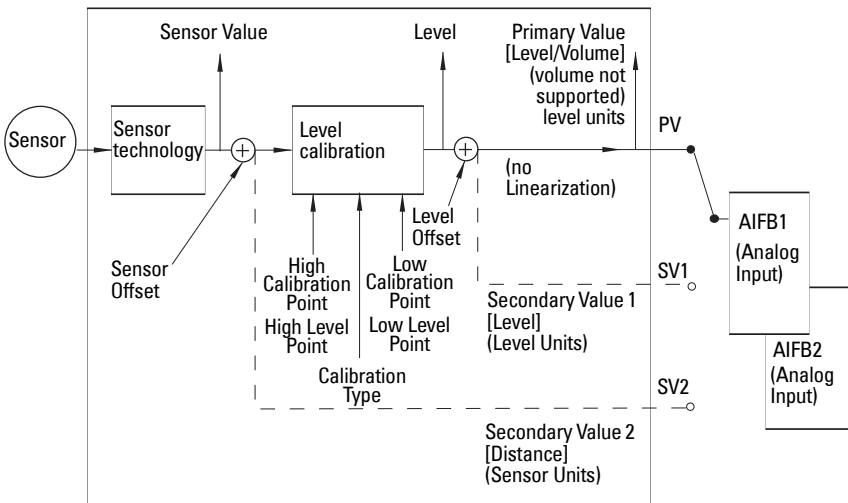 Sensor Value
Level
Primary Value
[Level/Volume]
(volume not
supported)
level units
PV
Sensor
Sensor
technology
+
Level
calibration
+
(no
Linearization)
Level
Offset
Sensor
Offset
High
Calibration
Point
High Level
Point
Low
Calibration
Point
Low Level
Point
Calibration
Type
SV1
Secondary Value 1
[Level]
(Level Units)
SV2
Secondary Value 2
[Distance]
(Sensor Units)
AIFB1
(Analog
Input)
AIFB2
(Analog
Input)